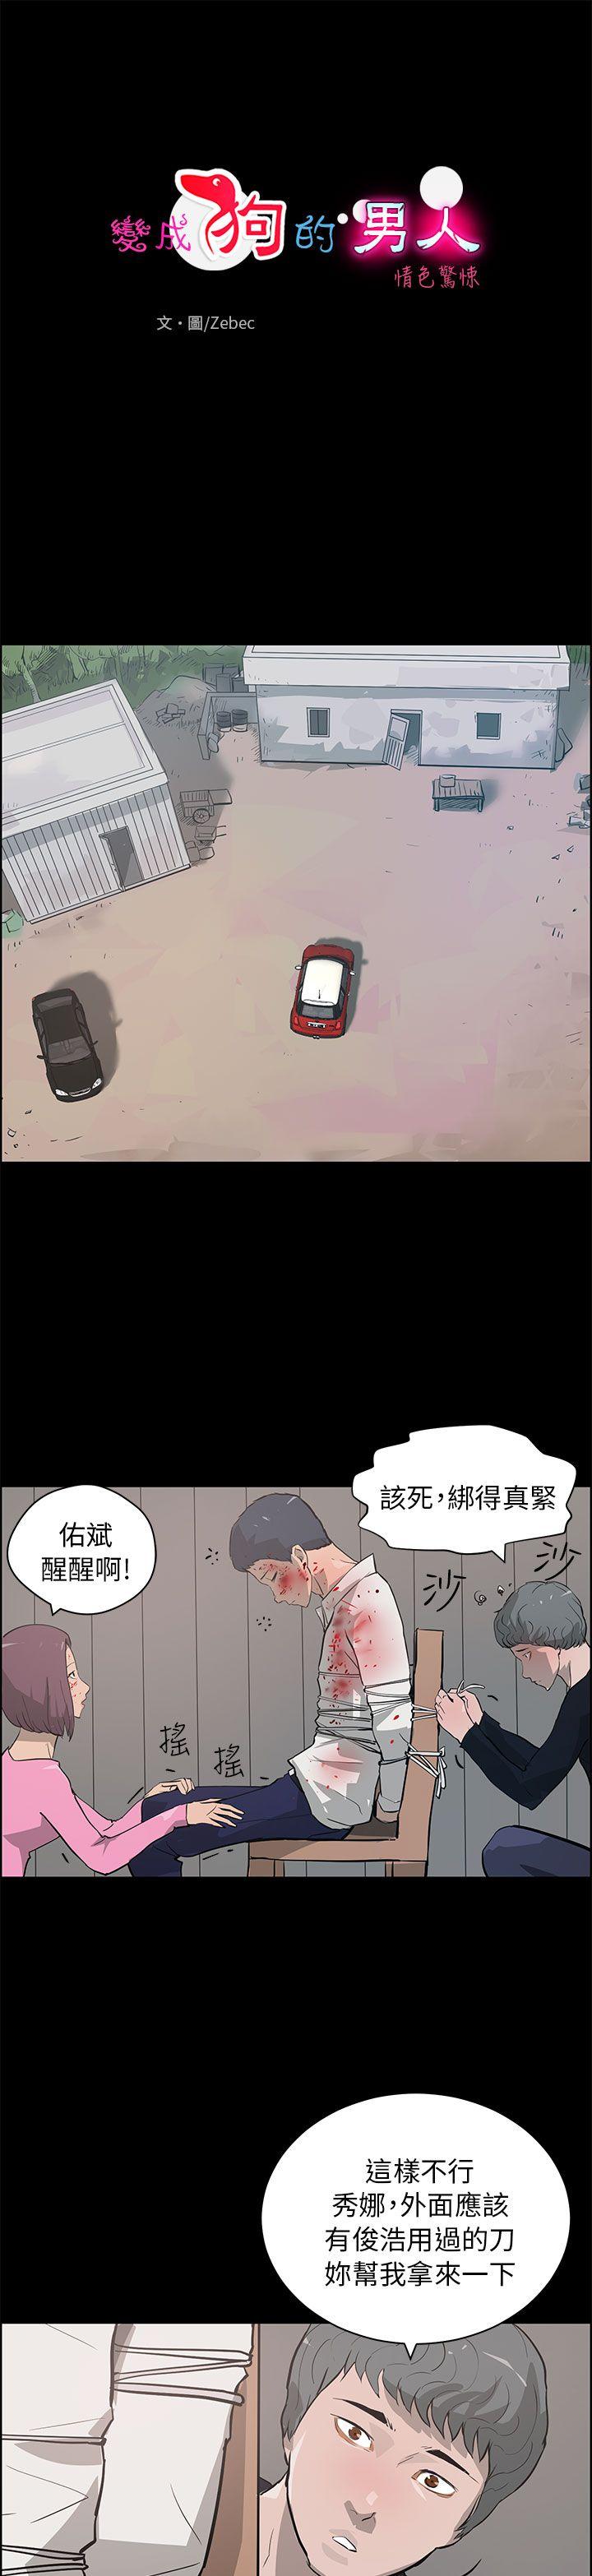 變成狗的男人
情色驚悚
文·圖/Zebec
佑斌
醒醒啊!
該死，綁得真緊
沙
沙
搖
搖
這樣不行
秀娜，外面應該
有俊浩用過的刀
妳幫我拿來一下